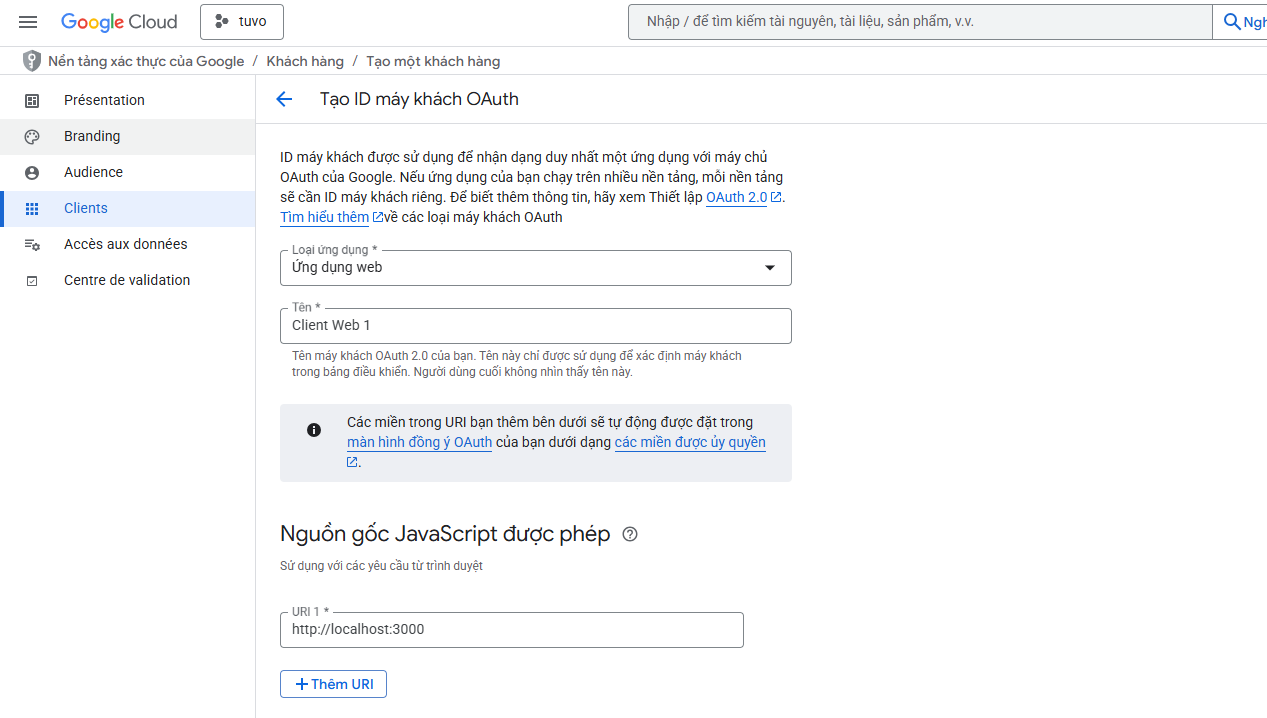 Google Cloud
tuvo
Nhập / để tìm kiếm tài nguyên, tài liệu, sản phẩm, v.v.
Ngh
Nền tảng xác thực của Google / Khách hàng / Tạo một khách hàng
Présentation
Branding
Audience
Clients
Accès aux données
Centre de validation
Tạo ID máy khách OAuth
ID máy khách được sử dụng để nhận dạng duy nhất một ứng dụng với máy chủ
OAuth của Google. Nếu ứng dụng của bạn chạy trên nhiều nền tảng, mỗi nền tảng
sẽ cần ID máy khách riêng. Để biết thêm thông tin, hãy xem Thiết lập OAuth 2.0.
Tìm hiểu thêm về các loại máy khách OAuth
Loại ứng dụng *
Ứng dụng web
Tên *
Client Web 1
Tên máy khách OAuth 2.0 của bạn. Tên này chỉ được sử dụng để xác định máy khách
trong bảng điều khiển. Người dùng cuối không nhìn thấy tên này.
Các miền trong URI bạn thêm bên dưới sẽ tự động được đặt trong
màn hình đồng ý OAuth của bạn dưới dạng các miền được ủy quyền
.
Nguồn gốc JavaScript được phép
Sử dụng với các yêu cầu từ trình duyệt
URI 1 *
http://localhost:3000
Thêm URI